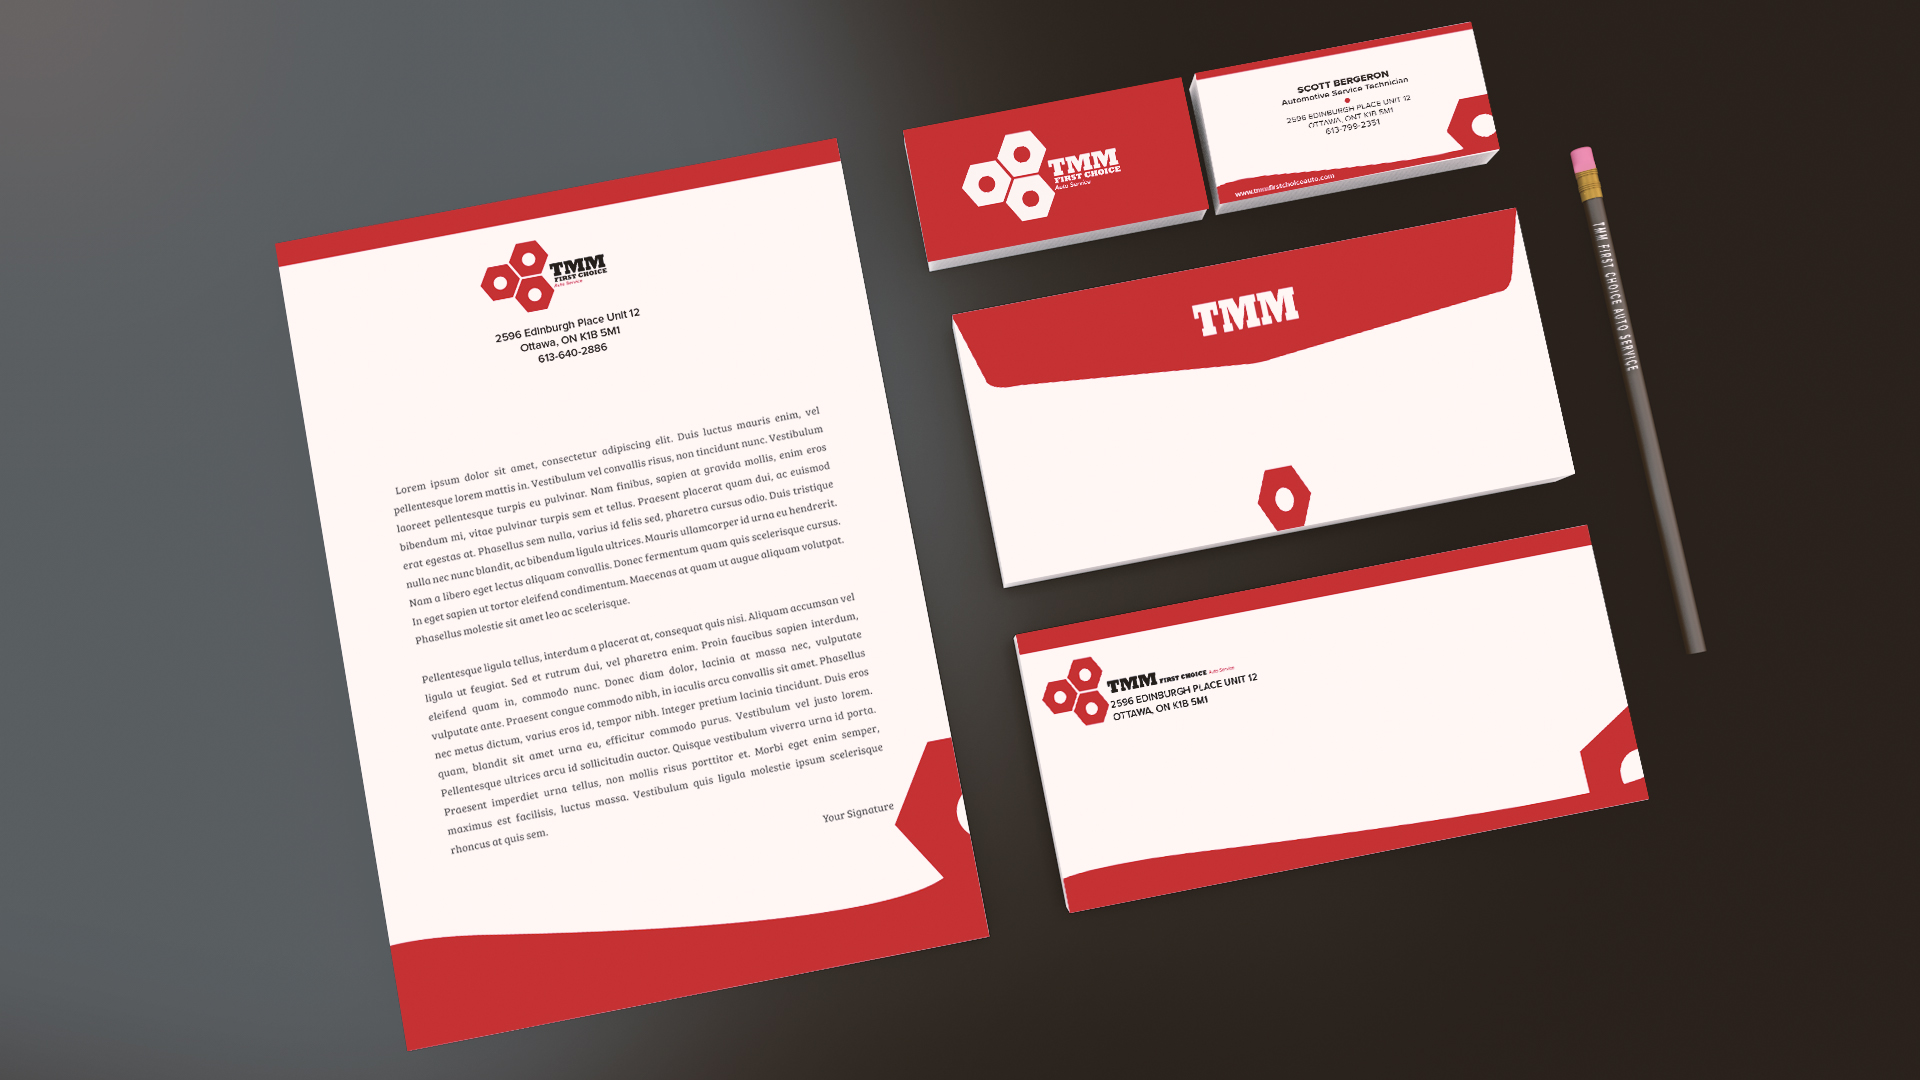 TMM
FIRST CHOICE
Auto Service
2596 Edinburgh Place Unit 12
Ottawa, ON K1B 5M1
613-640-2886
Lorem ipsum dolor sit amet, consectetur adipiscing elit. Duis luctus mauris enim, vel
pellentesque lorem mattis in. Vestibulum vel convallis risus, non tincidunt nunc. Vestibulum
laoreet pellentesque turpis eu pulvinar. Nam finibus, sapien at gravida mollis, enim eros
bibendum mi, vitae pulvinar turpis sem et tellus. Praesent placerat quam dui, ac euismod
erat egestas at. Phasellus sem nulla, varius id felis sed, pharetra cursus odio. Duis tristique
nulla nec nunc blandit, ac bibendum ligula ultrices. Mauris ullamcorper id urna eu hendrerit.
Nam a libero eget lectus aliquam convallis. Donec fermentum quam quis scelerisque cursus.
In eget sapien ut tortor eleifend condimentum. Maecenas at quam ut augue aliquam volutpat.
Phasellus molestie sit amet leo ac scelerisque.
Pellentesque ligula tellus, interdum a placerat at, consequat quis nisi. Aliquam accumsan vel
ligula ut feugiat. Sed et rutrum dui, vel pharetra enim. Proin faucibus sapien interdum,
eleifend quam in, commodo nunc. Donec diam dolor, lacinia at massa nec, vulputate
vulputate ante. Praesent congue commodo nibh, in iaculis arcu convallis sit amet. Phasellus
nec metus dictum, varius eros id, tempor nibh. Integer pretium lacinia tincidunt. Duis eros
quam, blandit sit amet urna eu, efficitur commodo purus. Vestibulum vel justo lorem.
Pellentesque ultrices arcu id sollicitudin auctor. Quisque vestibulum viverra urna id porta.
Praesent imperdiet urna tellus, non mollis risus porttitor et. Morbi eget enim semper,
maximus est facilisis, luctus massa. Vestibulum quis ligula molestie ipsum scelerisque
rhoncus at quis sem.
Your Signature
TMM
FIRST CHOICE
Auto Service
SCOTT BERGERON
Automotive Service Technician
2596 EDINBURGH PLACE UNIT 12
OTTAWA, ONT K1B 5M1
613-799-2351
www.tmmfirstchoiceauto.com
TMM
TMM FIRST CHOICE Auto Service
2596 EDINBURGH PLACE UNIT 12
OTTAWA, ON K1B 5M1
TMM FIRST CHOICE AUTO SERVICE